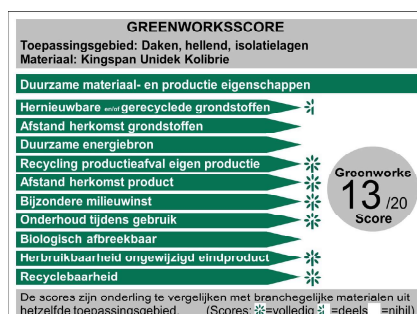 GREENWORKSSCORE
Toepassingsgebied: Daken, hellend, isolatielagen
Materiaal: Kingspan Unidek Kolibrie
Duurzame materiaal- en productie eigenschappen
Hernieuwbare en/of gerecyclede grondstoffen
Afstand herkomst grondstoffen
Duurzame energiebron
Recycling productieafval eigen productie
Afstand herkomst product
Bijzondere milieuwinst
Onderhoud tijdens gebruik
Biologisch afbreekbaar
Herbruikbaarheid ongewijzigd eindproduct
Recyclebaarheid
Greenworks
13/20
Score
De scores zijn onderling te vergelijken met branchegelijke materialen uit
hetzelfde toepassingsgebied. (Scores: =volledig =deels =nihil)